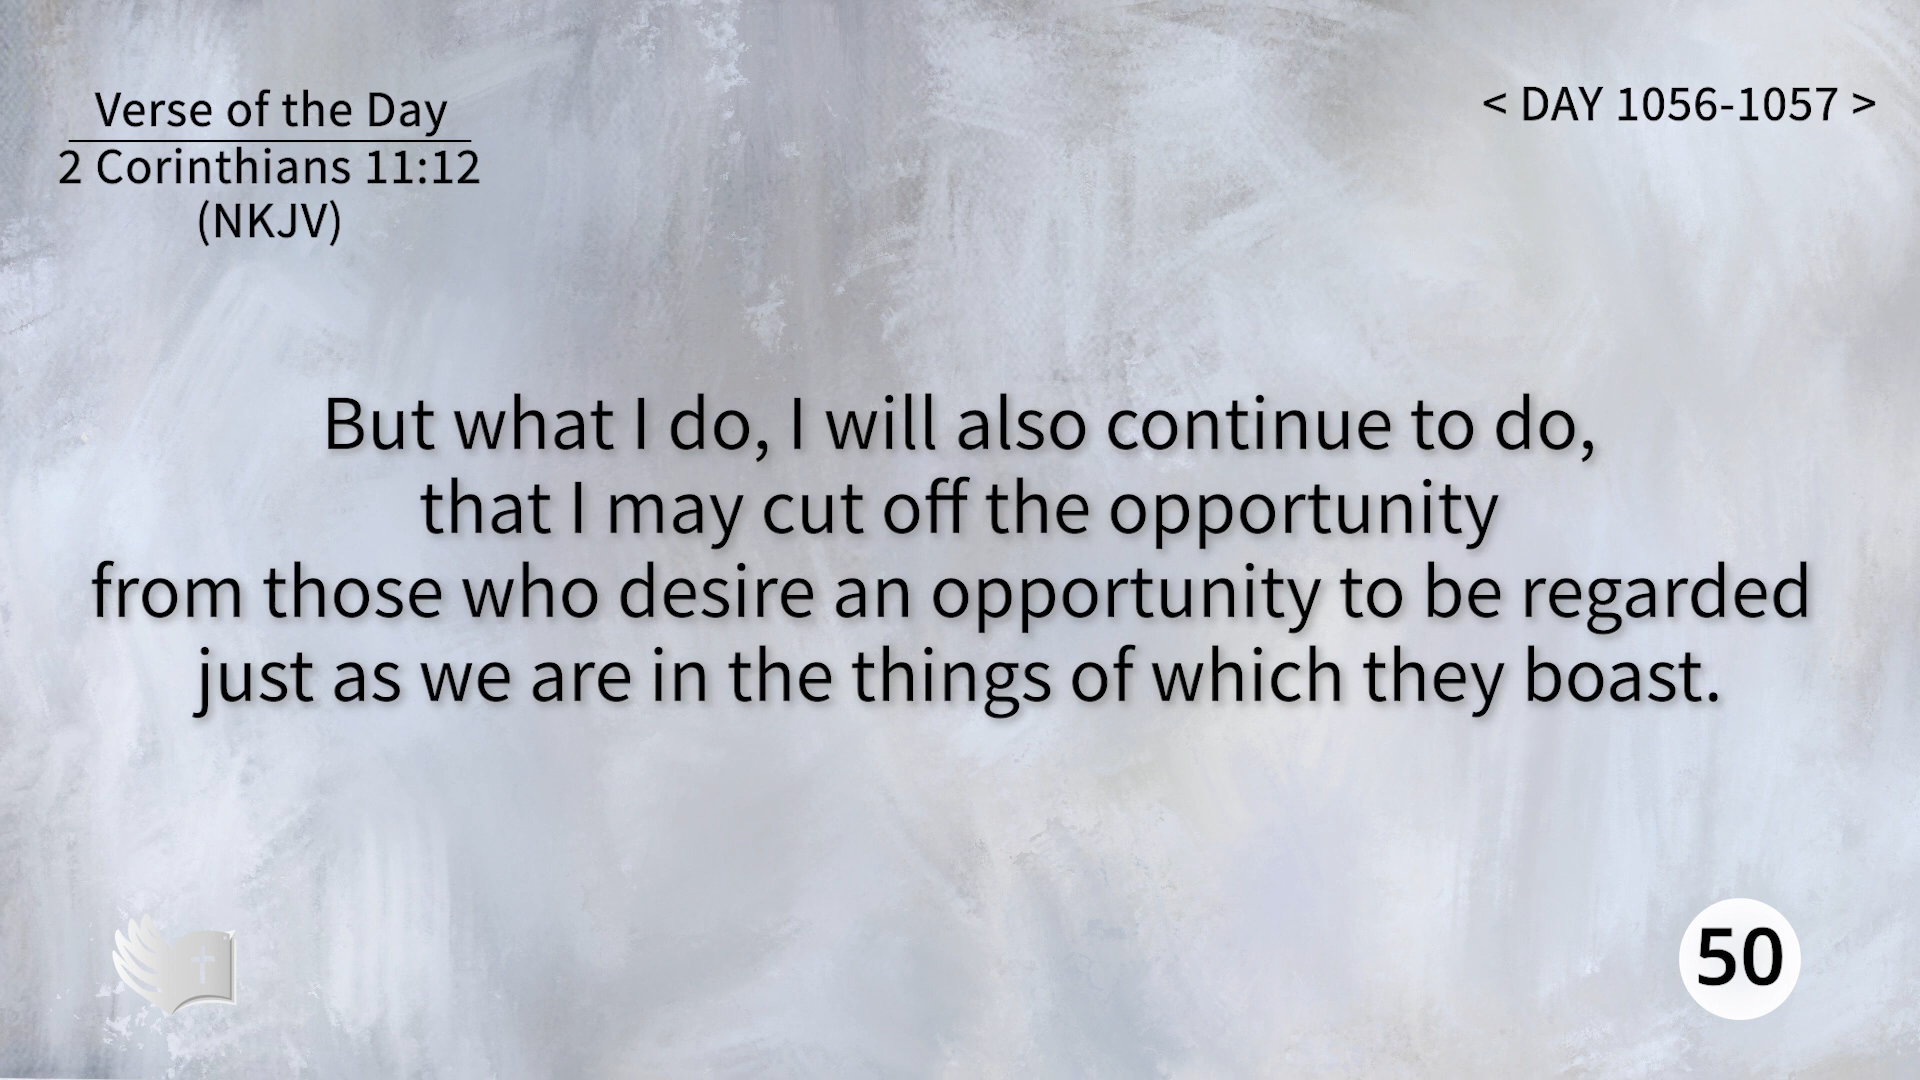 Verse of the Day
2 Corinthians 11:12
(NKJV)
< DAY 1056-1057 >
But what I do, I will also continue to do,
that I may cut off the opportunity
from those who desire an opportunity to be regarded
just as we are in the things of which they boast.
50